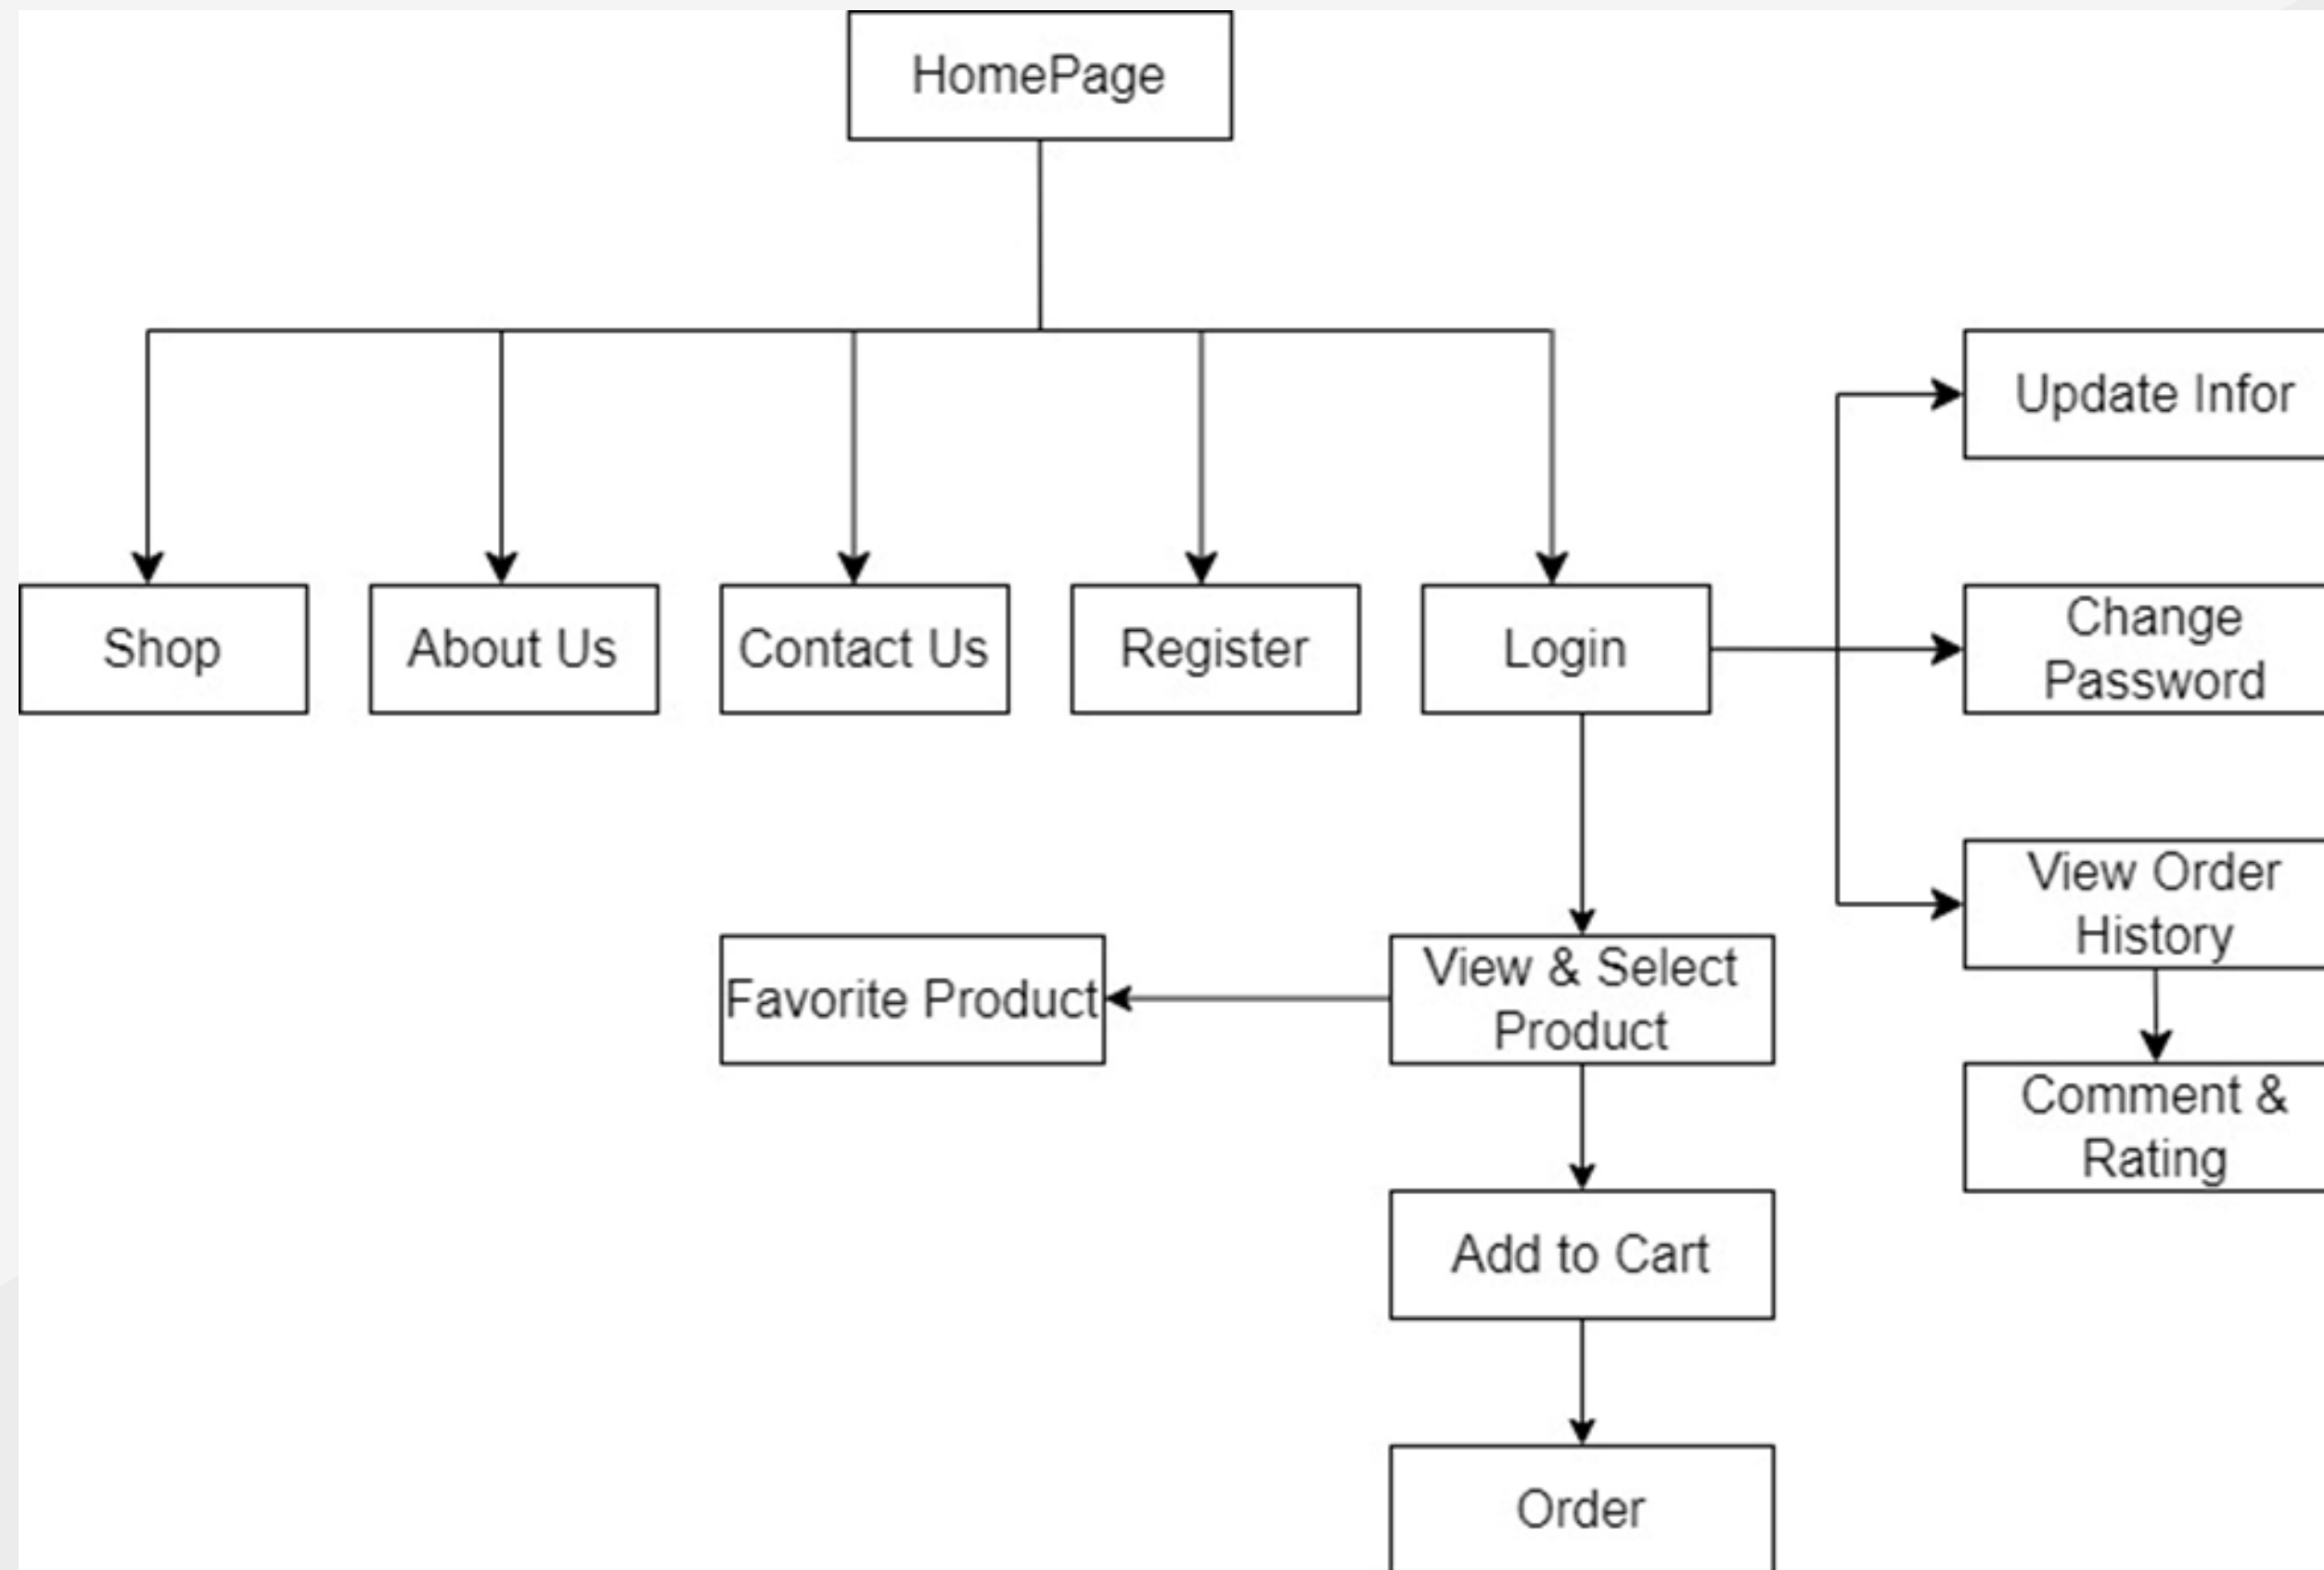 HomePage
Update Infor
Shop
About Us
Contact Us
Register
Login
Change
Password
View Order
History
Favorite Product
View & Select
Product
Comment &
Rating
Add to Cart
Order